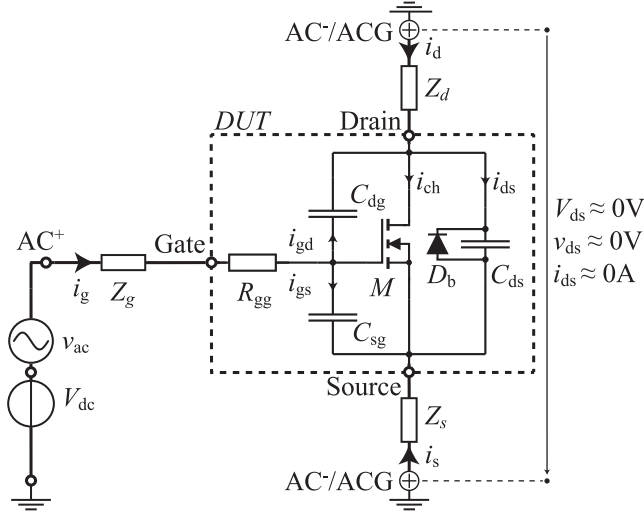 AC⁻/ACG
i_d
Z_d
DUT
Drain
C_dg
i_ch
i_ds
V_ds ≈ 0V
v_ds ≈ 0V
i_ds ≈ 0A
AC⁺
Gate
i_gd
i_g
Z_g
R_gg
i_gs
M
D_b
C_ds
v_ac
C_sg
V_dc
Source
Z_s
i_s
AC⁻/ACG